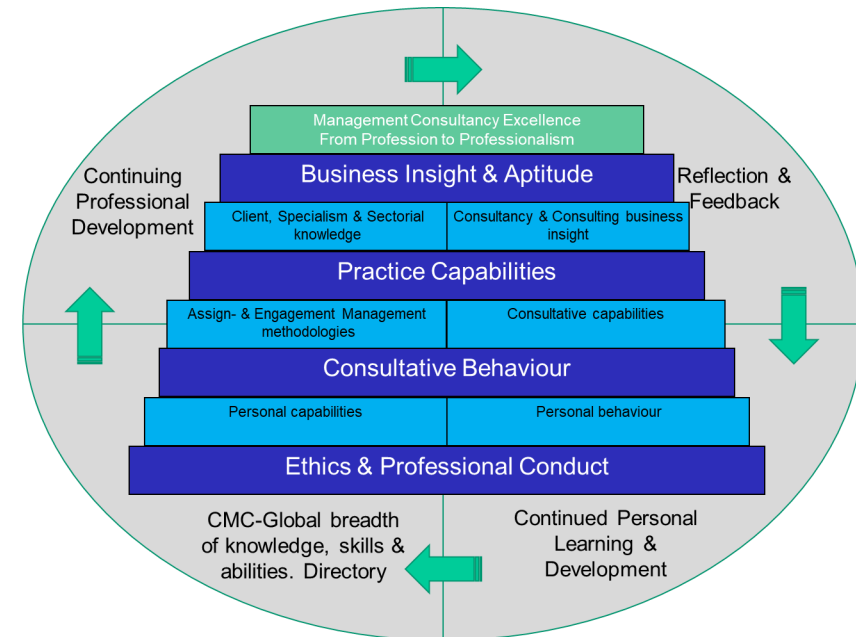 Management Consultancy Excellence
From Profession to Professionalism
Continuing
Professional
Development
Business Insight & Aptitude
Reflection &
Feedback
Client, Specialism & Sectorial
knowledge
Consultancy & Consulting business
insight
Practice Capabilities
Assign- & Engagement Management
methodologies
Consultative capabilities
Consultative Behaviour
Personal capabilities
Personal behaviour
Ethics & Professional Conduct
CMC-Global breadth
of knowledge, skills &
abilities. Directory
Continued Personal
Learning &
Development